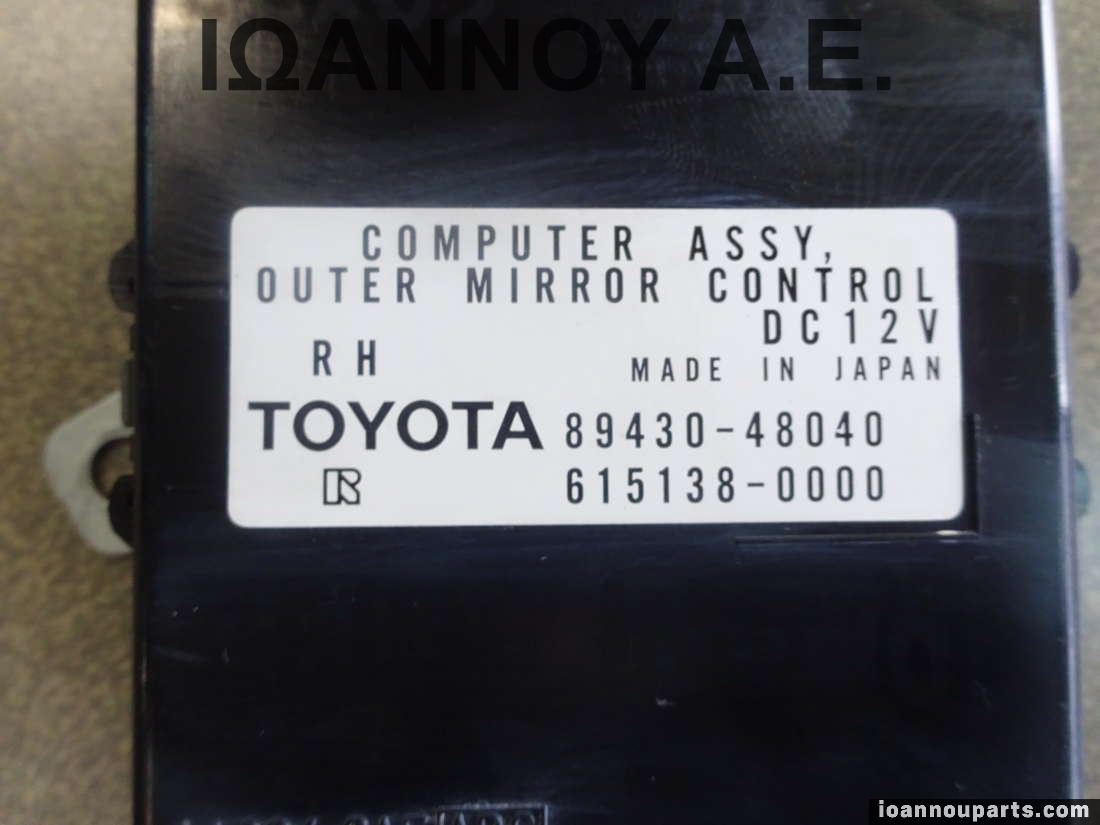 ΙΩΑΝΝΟΥ Α.Ε.
COMPUTER ASSY,
OUTER MIRROR CONTROL
DC12V
RH MADE IN JAPAN
TOYOTA 89430-48040
R 615138-0000
ioannouparts.com